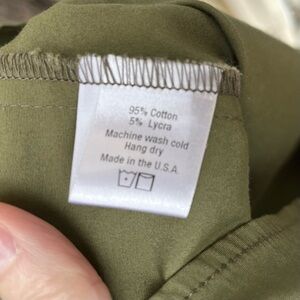 95% Cotton
5% Lycra
Machine wash cold
Hang dry
Made in the U.S.A.